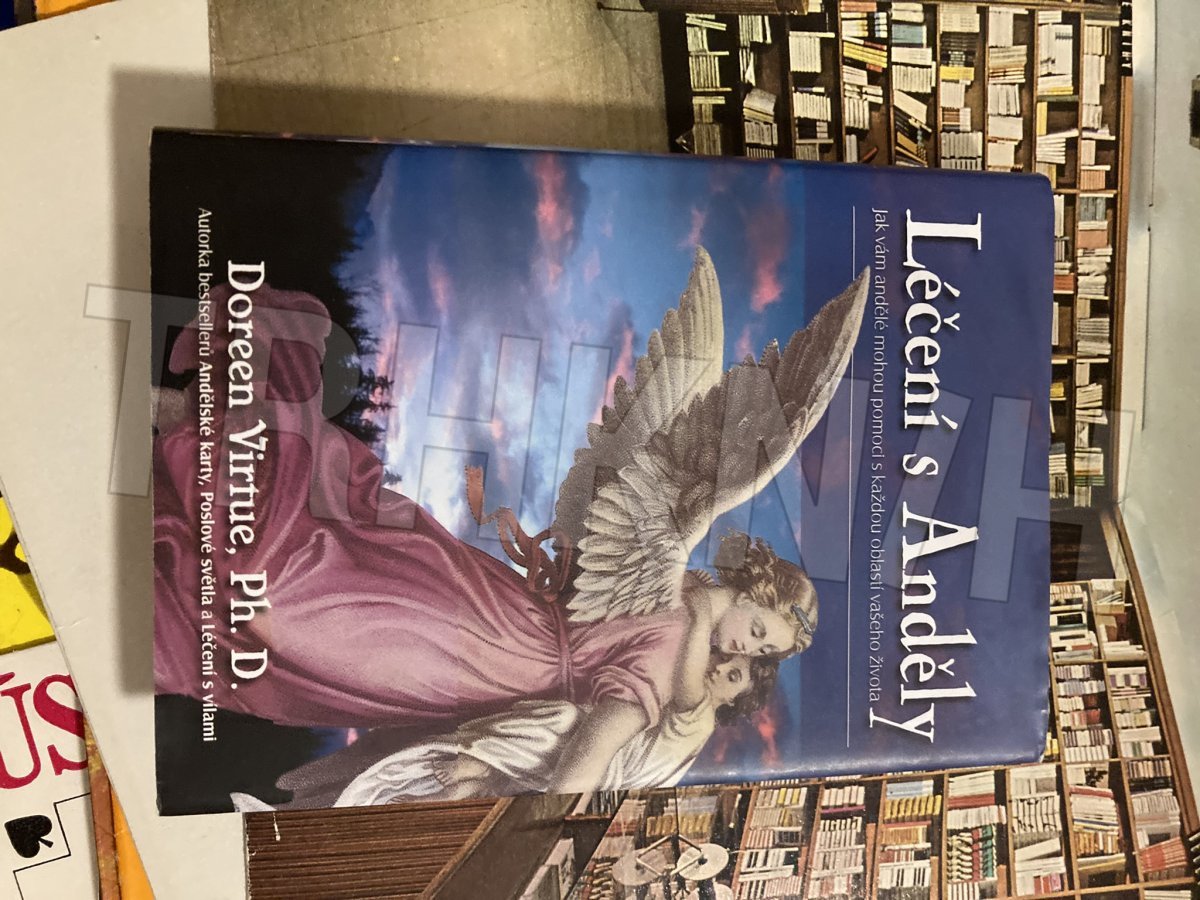 Léčení s Anděly
Jak vám andělé mohou pomoci s každou oblastí vašeho života
Doreen Virtue, Ph. D.
Autorka bestsellerů Andělské karty, Poslové světla a Léčení s vílami
ÚS